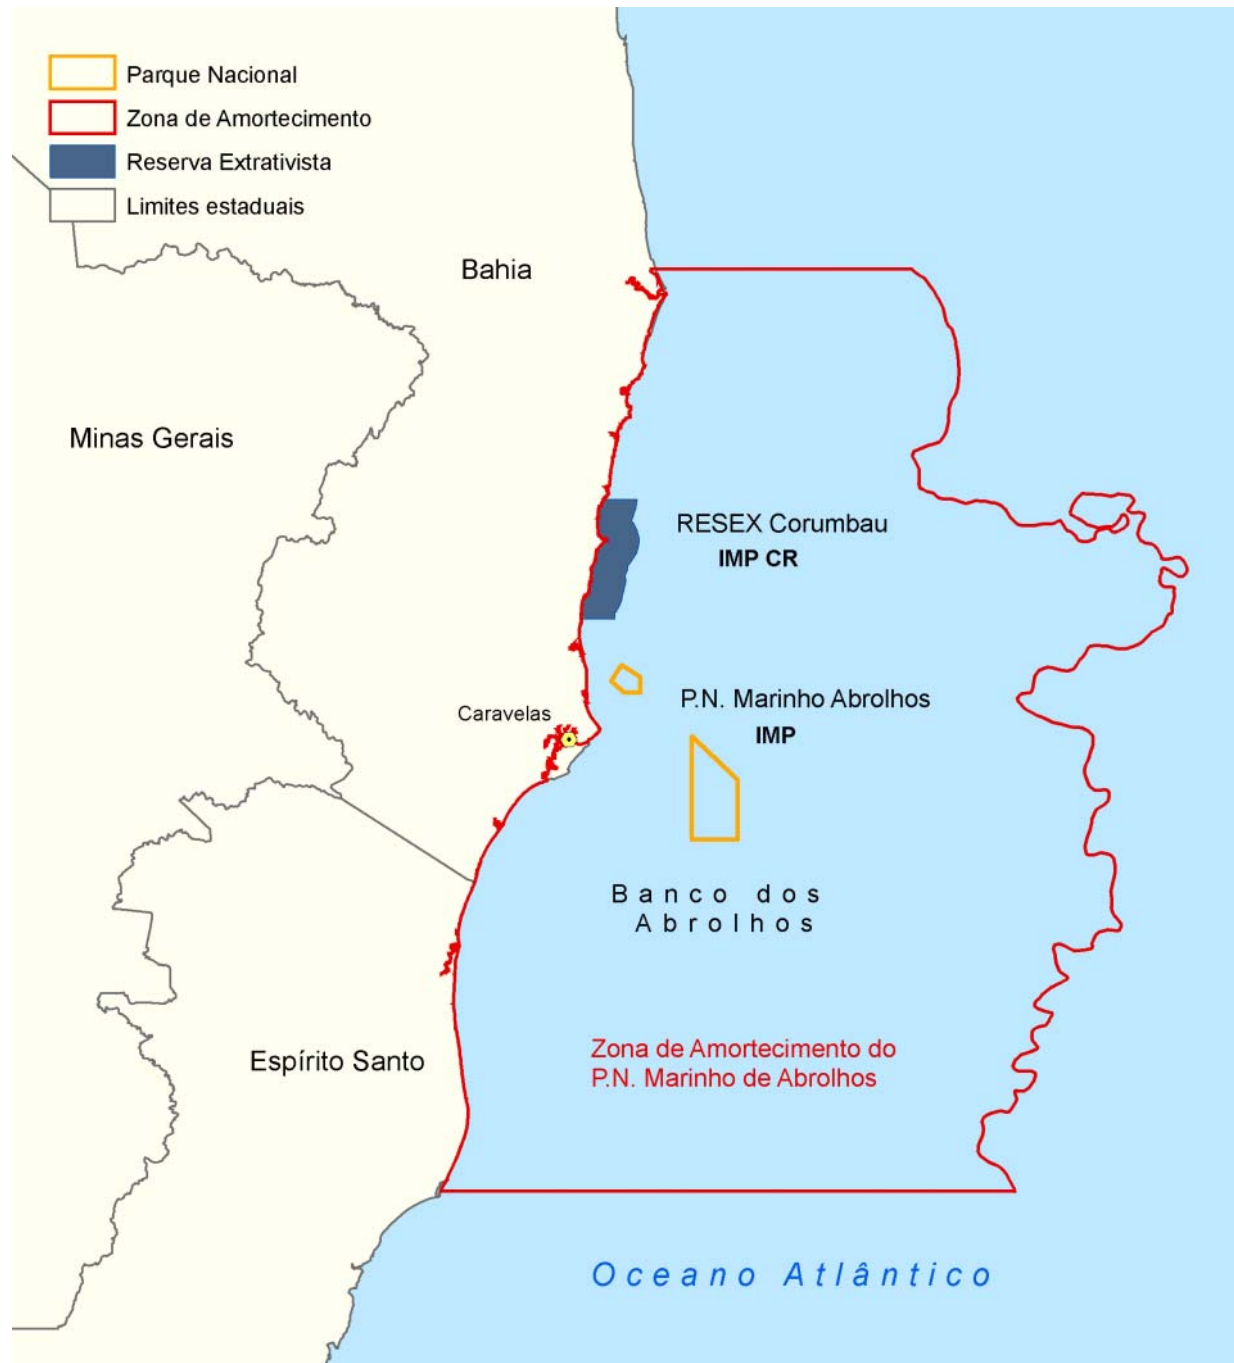 Parque Nacional
Zona de Amortecimento
Reserva Extrativista
Limites estaduais
Bahia
Minas Gerais
RESEX Corumbau
IMP CR
P.N. Marinho Abrolhos
IMP
Caravelas
Banco dos
Abrolhos
Zona de Amortecimento do
P.N. Marinho de Abrolhos
Espírito Santo
Oceano Atlântico